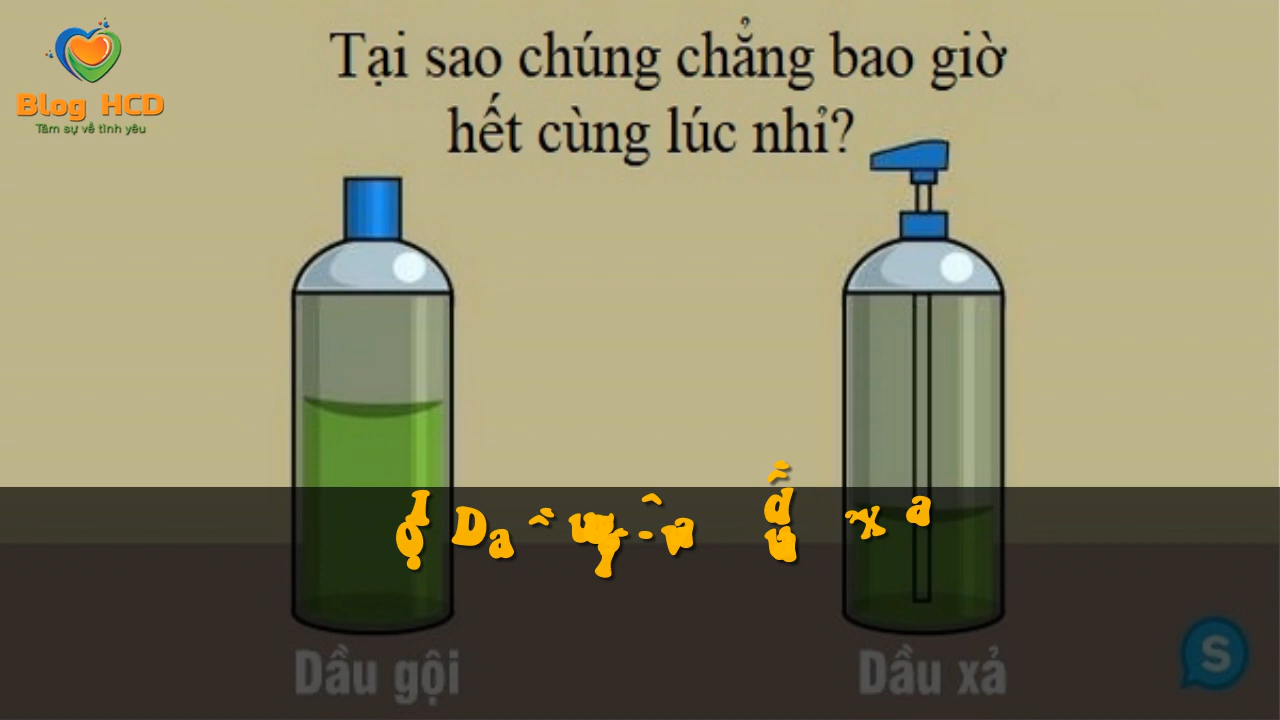 Blog HCD
Tâm sự về tình yêu
Tại sao chúng chẳng bao giờ
hết cùng lúc nhỉ?
Dầu gội
Dầu xả
S